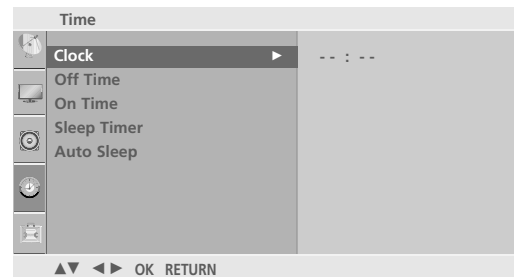 Time
Clock ► - - : - -
Off Time
On Time
Sleep Timer
Auto Sleep
▲▼ ◄► OK RETURN